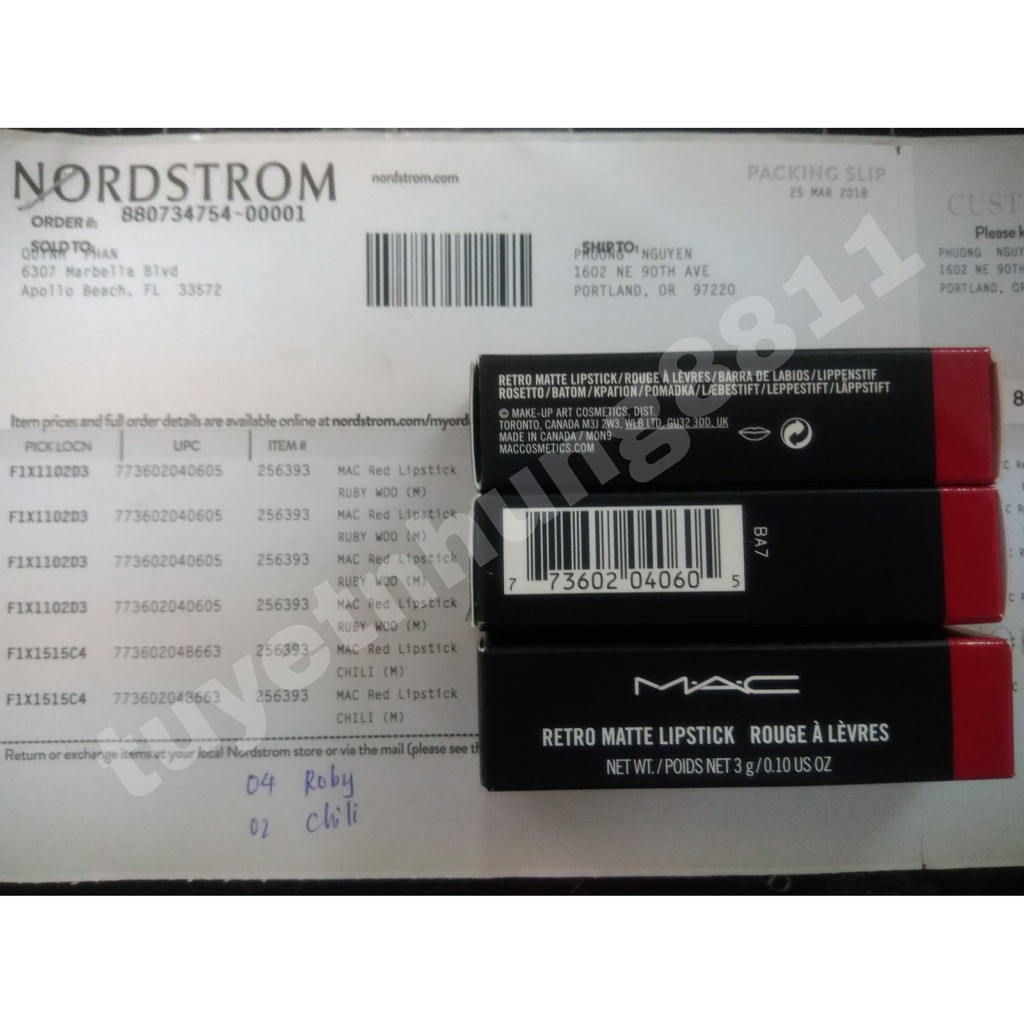 NORDSTROM
nordstrom.com
PACKING SLIP
25 MAR 2018
ORDER #: 880734754-00001
SOLD TO:
PHAN
6307 Marbella Blvd
Apollo Beach, FL 33572
SHIP TO:
PHUONG NGUYEN
1602 NE 90TH AVE
PORTLAND, OR 97220
CUST
Please k
PHUONG NGUY
1602 NE 90T
PORTLAND, O
Item prices and full order details are available online at nordstrom.com/myord
PICK LOCN UPC ITEM #
F1X1102D3 773602040605 256393 MAC Red Lipstick
RUBY WOO (M)
F1X1102D3 773602040605 256393 MAC Red Lipstick
RUBY WOO (M)
F1X1102D3 773602040605 256393 MAC Red Lipstick
RUBY WOO (M)
F1X1102D3 773602040605 256393 MAC Red Lipstick
RUBY WOO (M)
F1X1515C4 773602048663 256393 MAC Red Lipstick
CHILI (M)
F1X1515C4 773602048663 256393 MAC Red Lipstick
CHILI (M)
Return or exchange items at your local Nordstrom store or via the mail (please see th
04 Roby
02 chili
RETRO MATTE LIPSTICK/ROUGE À LÈVRES/BARRA DE LABIOS/LIPPENSTIF
ROSETTO/BATOM/ΚΡΑΓΙΟΝ/POMADKA/LÆBESTIFT/LEPPESTIFT/LÄPPSTIFT
© MAKE-UP ART COSMETICS, DIST.
TORONTO, CANADA M3J 2W3, WLB LTD, GU32 3DD, UK
MADE IN CANADA / MON9
MACCOSMETICS.COM
7 73602 04060 5
BA7
M·A·C
RETRO MATTE LIPSTICK ROUGE À LÈVRES
NET WT./POIDS NET 3 g/0.10 US OZ
tuyetnhung8811